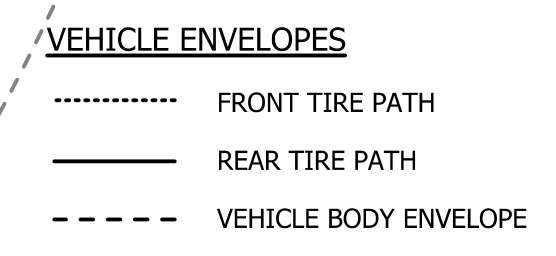 VEHICLE ENVELOPES
FRONT TIRE PATH
REAR TIRE PATH
VEHICLE BODY ENVELOPE